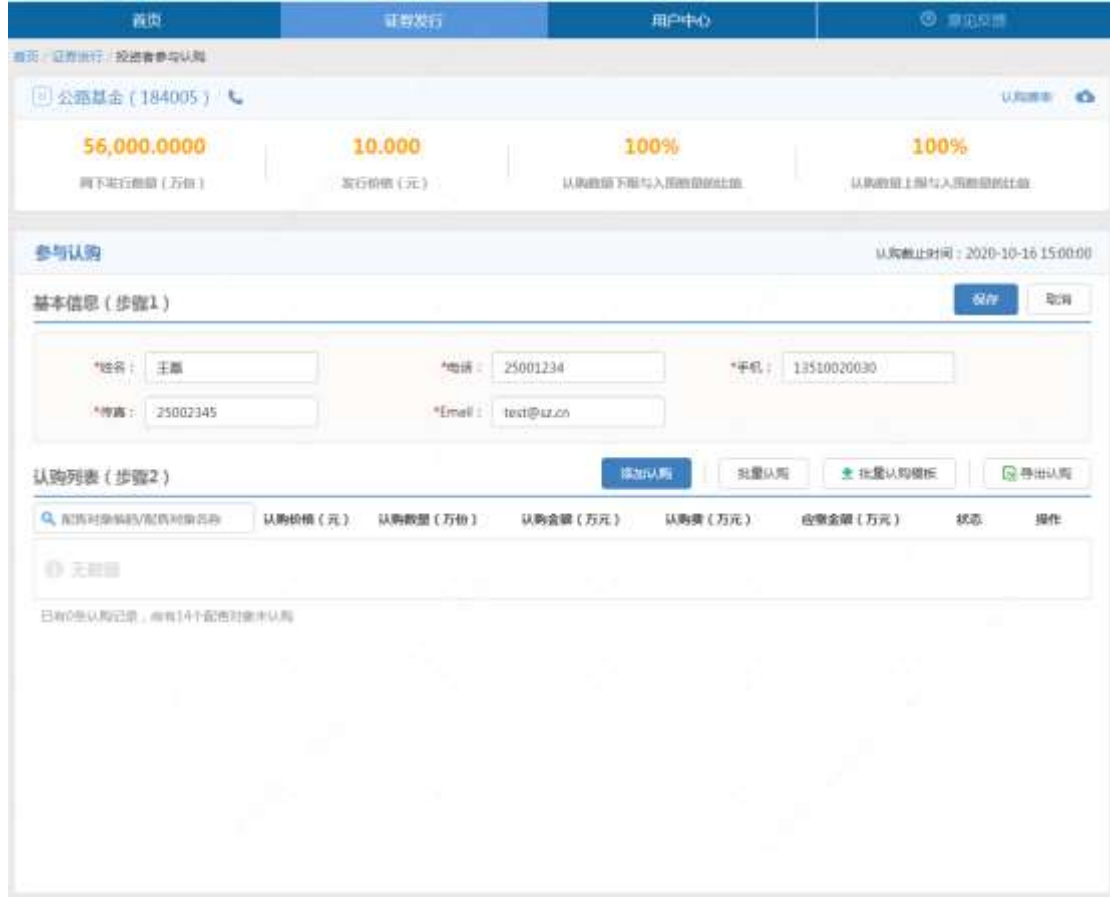 首页 证券发行 用户中心 意见反馈
首页 / 证券发行 / 投资者参与认购
公路基金 ( 184005 ) 认购费率
56,000.0000 10.000 100% 100%
网下发行数量 ( 万份 ) 发行价格 ( 元 ) 认购数量下限与入围数量的比值 认购数量上限与入围数量的比值
参与认购 认购截止时间 : 2020-10-16 15:00:00
基本信息 ( 步骤1 ) 保存 取消
*姓名 : *电话 : 25001234 *手机 : 13510020030
*传真 : 25002345 *Email : test@sz.cn
认购列表 ( 步骤2 ) 添加认购 批量认购 批量认购模板 导出认购
配售对象编码/配售对象名称 认购价格 ( 元 ) 认购数量 ( 万份 ) 认购金额 ( 万元 ) 认购费 ( 万元 ) 应缴金额 ( 万元 ) 状态 操作
无数据
已有0条认购记录 , 尚有14个配售对象未认购